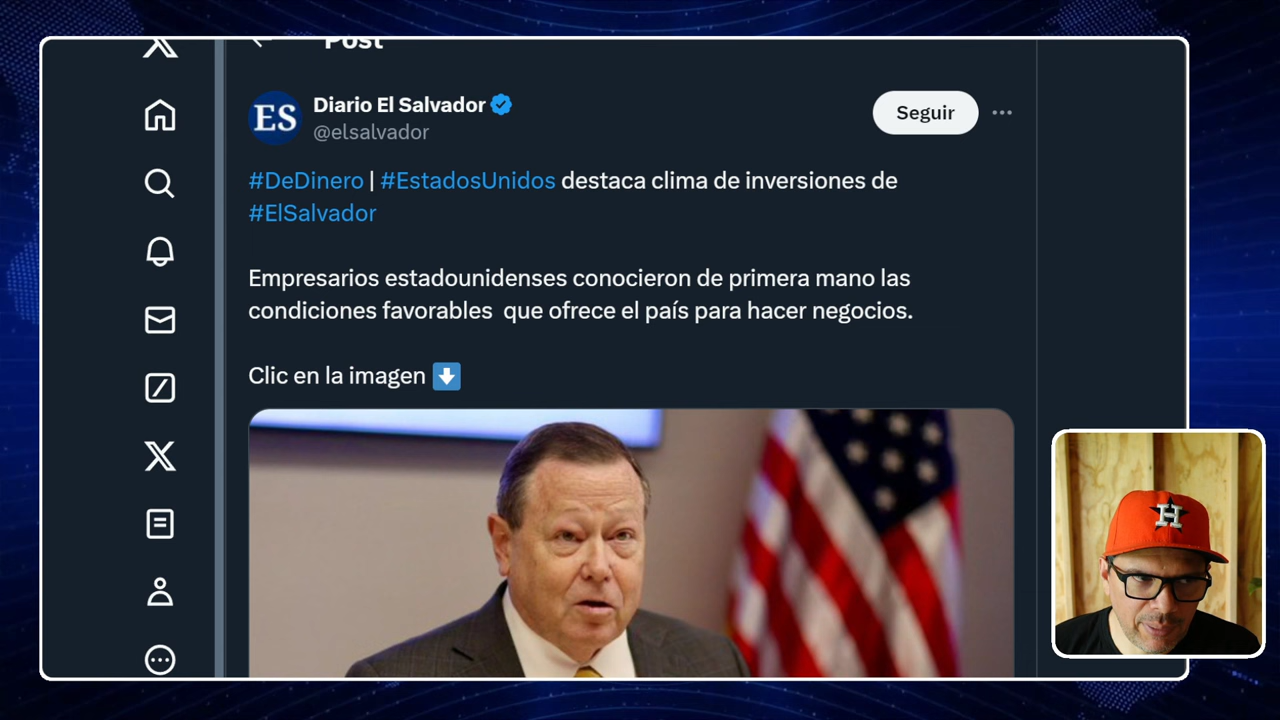 Post
ES
Diario El Salvador
@elsalvador
Seguir
#DeDinero | #EstadosUnidos destaca clima de inversiones de
#ElSalvador
Empresarios estadounidenses conocieron de primera mano las
condiciones favorables  que ofrece el país para hacer negocios.
Clic en la imagen
H